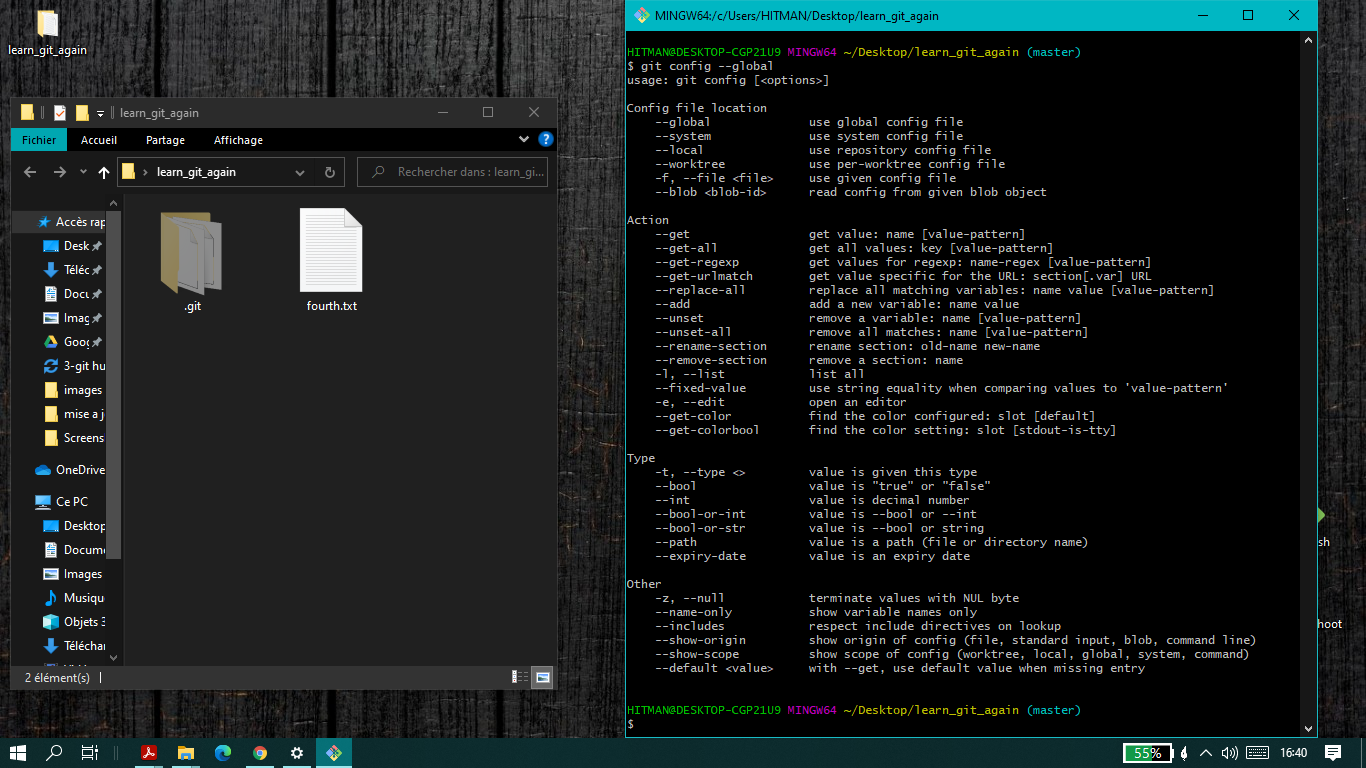 learn_git_again
learn_git_again
Fichier Accueil Partage Affichage
learn_git_again
Rechercher dans : learn_gi...
Accès rap
Desk
Téléc
Docu
Imag
Goog
3-git hu
images
mise a j
Screens
OneDrive
Ce PC
Desktop
Docume
Images
Musique
Objets 3
Téléchar
.git
fourth.txt
2 élément(s)
MINGW64:/c/Users/HITMAN/Desktop/learn_git_again
HITMAN@DESKTOP-CGP21U9 MINGW64 ~/Desktop/learn_git_again (master)
$ git config --global
usage: git config [<options>]
Config file location
--global use global config file
--system use system config file
--local use repository config file
--worktree use per-worktree config file
-f, --file <file> use given config file
--blob <blob-id> read config from given blob object
Action
--get get value: name [value-pattern]
--get-all get all values: key [value-pattern]
--get-regexp get values for regexp: name-regex [value-pattern]
--get-urlmatch get value specific for the URL: section[.var] URL
--replace-all replace all matching variables: name value [value-pattern]
--add add a new variable: name value
--unset remove a variable: name [value-pattern]
--unset-all remove all matches: name [value-pattern]
--rename-section rename section: old-name new-name
--remove-section remove a section: name
-l, --list list all
--fixed-value use string equality when comparing values to 'value-pattern'
-e, --edit open an editor
--get-color find the color configured: slot [default]
--get-colorbool find the color setting: slot [stdout-is-tty]
Type
-t, --type <> value is given this type
--bool value is "true" or "false"
--int value is decimal number
--bool-or-int value is --bool or --int
--bool-or-str value is --bool or string
--path value is a path (file or directory name)
--expiry-date value is an expiry date
Other
-z, --null terminate values with NUL byte
--name-only show variable names only
--includes respect include directives on lookup
--show-origin show origin of config (file, standard input, blob, command line)
--show-scope show scope of config (worktree, local, global, system, command)
--default <value> with --get, use default value when missing entry
HITMAN@DESKTOP-CGP21U9 MINGW64 ~/Desktop/learn_git_again (master)
$
sh
hoot
55%
16:40